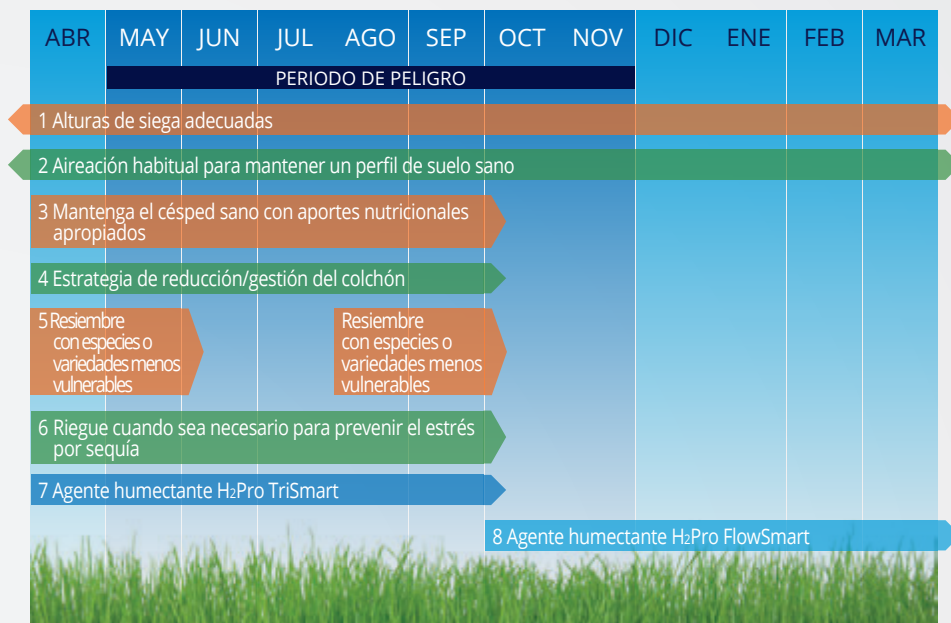 ABR MAY JUN JUL AGO SEP OCT NOV DIC ENE FEB MAR
PERIODO DE PELIGRO
1 Alturas de siega adecuadas
2 Aireación habitual para mantener un perfil de suelo sano
3 Mantenga el césped sano con aportes nutricionales
apropiados
4 Estrategia de reducción/gestión del colchón
5 Resiembre
con especies o
variedades menos
vulnerables
Resiembre
con especies o
variedades menos
vulnerables
6 Riegue cuando sea necesario para prevenir el estrés
por sequía
7 Agente humectante H₂Pro TriSmart
8 Agente humectante H₂Pro FlowSmart